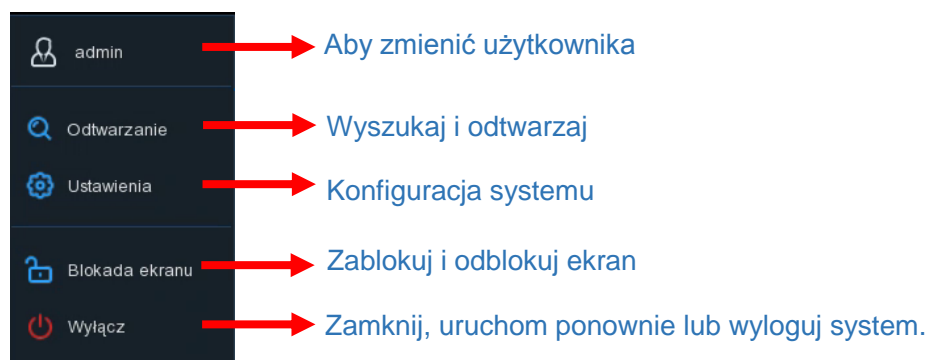 admin Aby zmienić użytkownika
Odtwarzanie Wyszukaj i odtwarzaj
Ustawienia Konfiguracja systemu
Blokada ekranu Zablokuj i odblokuj ekran
Wyłącz Zamknij, uruchom ponownie lub wyloguj system.